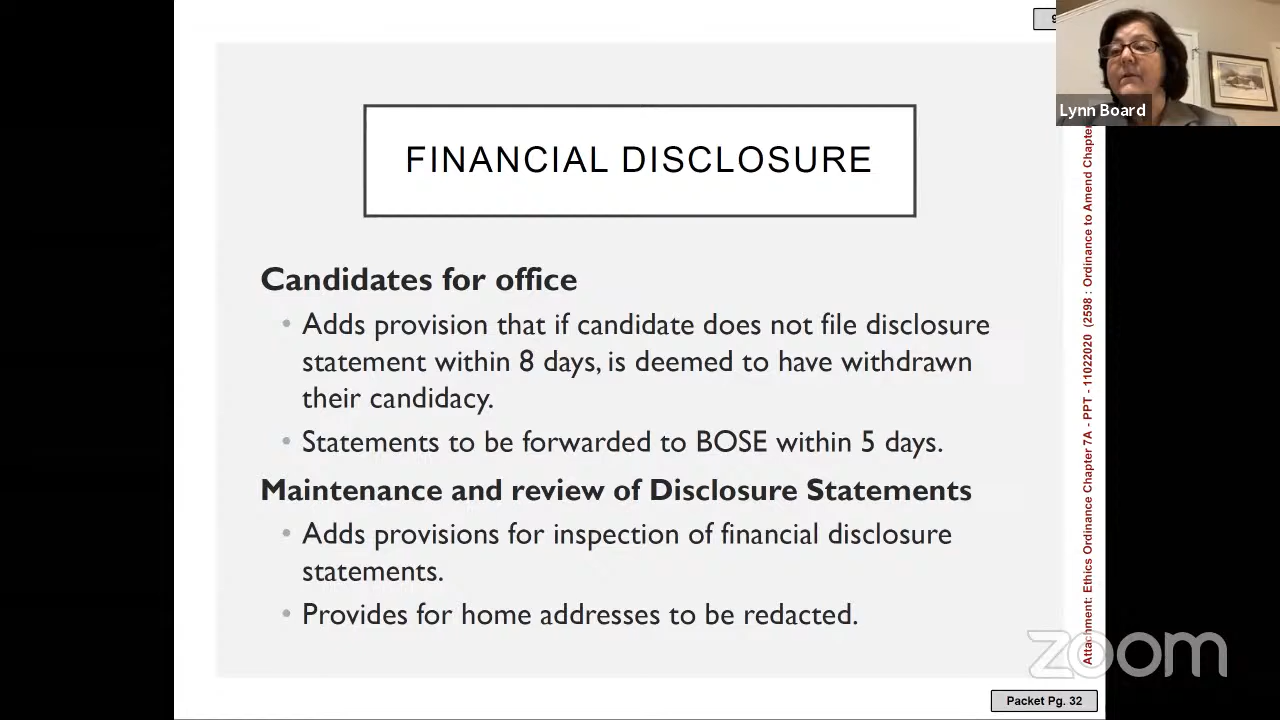 9
Lynn Board
FINANCIAL DISCLOSURE
Candidates for office
• Adds provision that if candidate does not file disclosure
statement within 8 days, is deemed to have withdrawn
their candidacy.
• Statements to be forwarded to BOSE within 5 days.
Maintenance and review of Disclosure Statements
• Adds provisions for inspection of financial disclosure
statements.
• Provides for home addresses to be redacted.
Attachment: Ethics Ordinance Chapter 7A - PPT - 11022020 (2598 : Ordinance to Amend Chapter
zoom
Packet Pg. 32